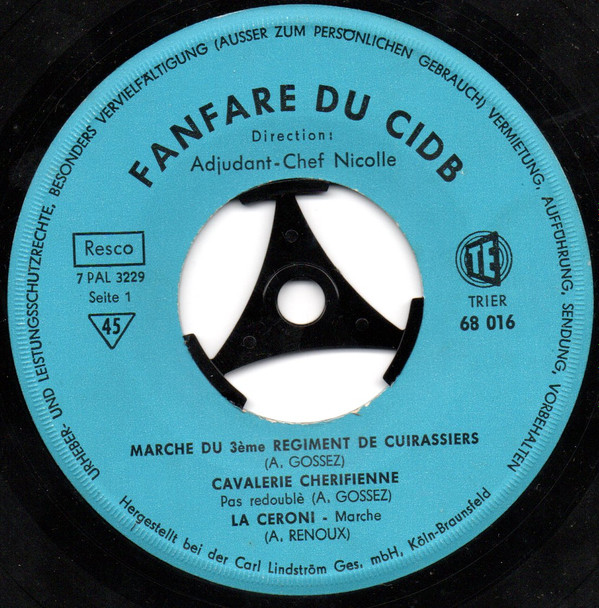 URHEBER- UND LEISTUNGSSCHUTZRECHTE, BESONDERS VERVIELFÄLTIGUNG (AUSSER ZUM PERSÖNLICHEN GEBRAUCH) VERMIETUNG, AUFFÜHRUNG, SENDUNG, VORBEHALTEN
FANFARE DU CIDB
Direction:
Adjudant-Chef Nicolle
Resco
7 PAL 3229
Seite 1
45
TE
TRIER
68 016
MARCHE DU 3ème REGIMENT DE CUIRASSIERS
(A. GOSSEZ)
CAVALERIE CHERIFIENNE
Pas redoublè (A. GOSSEZ)
LA CERONI - Marche
(A. RENOUX)
Hergestellt bei der Carl Lindström Ges. mbH, Köln-Braunsfeld